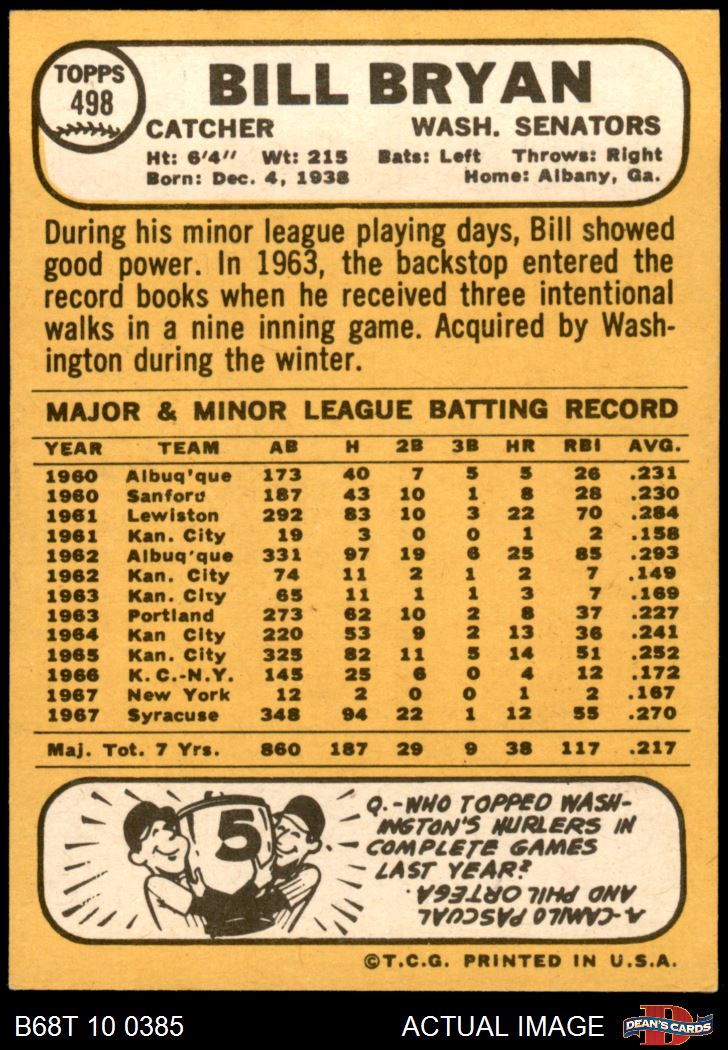 TOPPS
498
BILL BRYAN
CATCHER WASH. SENATORS
Ht: 6'4" Wt: 215 Bats: Left Throws: Right
Born: Dec. 4, 1938 Home: Albany, Ga.
During his minor league playing days, Bill showed
good power. In 1963, the backstop entered the
record books when he received three intentional
walks in a nine inning game. Acquired by Wash-
ington during the winter.
MAJOR & MINOR LEAGUE BATTING RECORD
YEAR TEAM AB H 2B 3B HR RBI AVG.
1960 Albuq'que 173 40 7 5 5 26 .231
1960 Sanford 187 43 10 1 8 28 .230
1961 Lewiston 292 83 10 3 22 70 .284
1961 Kan. City 19 3 0 0 1 2 .158
1962 Albuq'que 331 97 19 6 25 85 .293
1962 Kan. City 74 11 2 1 2 7 .149
1963 Kan. City 65 11 1 1 3 7 .169
1963 Portland 273 62 10 2 8 37 .227
1964 Kan City 220 53 9 2 13 36 .241
1965 Kan. City 325 82 11 5 14 51 .252
1966 K.C.-N.Y. 145 25 6 0 4 12 .172
1967 New York 12 2 0 0 1 2 .167
1967 Syracuse 348 94 22 1 12 55 .270
Maj. Tot. 7 Yrs. 860 187 29 9 38 117 .217
5
Q.-WHO TOPPED WASH-
INGTON'S HURLERS IN
COMPLETE GAMES
LAST YEAR?
A-CAMILO PASCUAL
AND PHIL ORTEGA.
©T.C.G. PRINTED IN U.S.A.
B68T 10 0385 ACTUAL IMAGE
D
DEAN'S CARDS